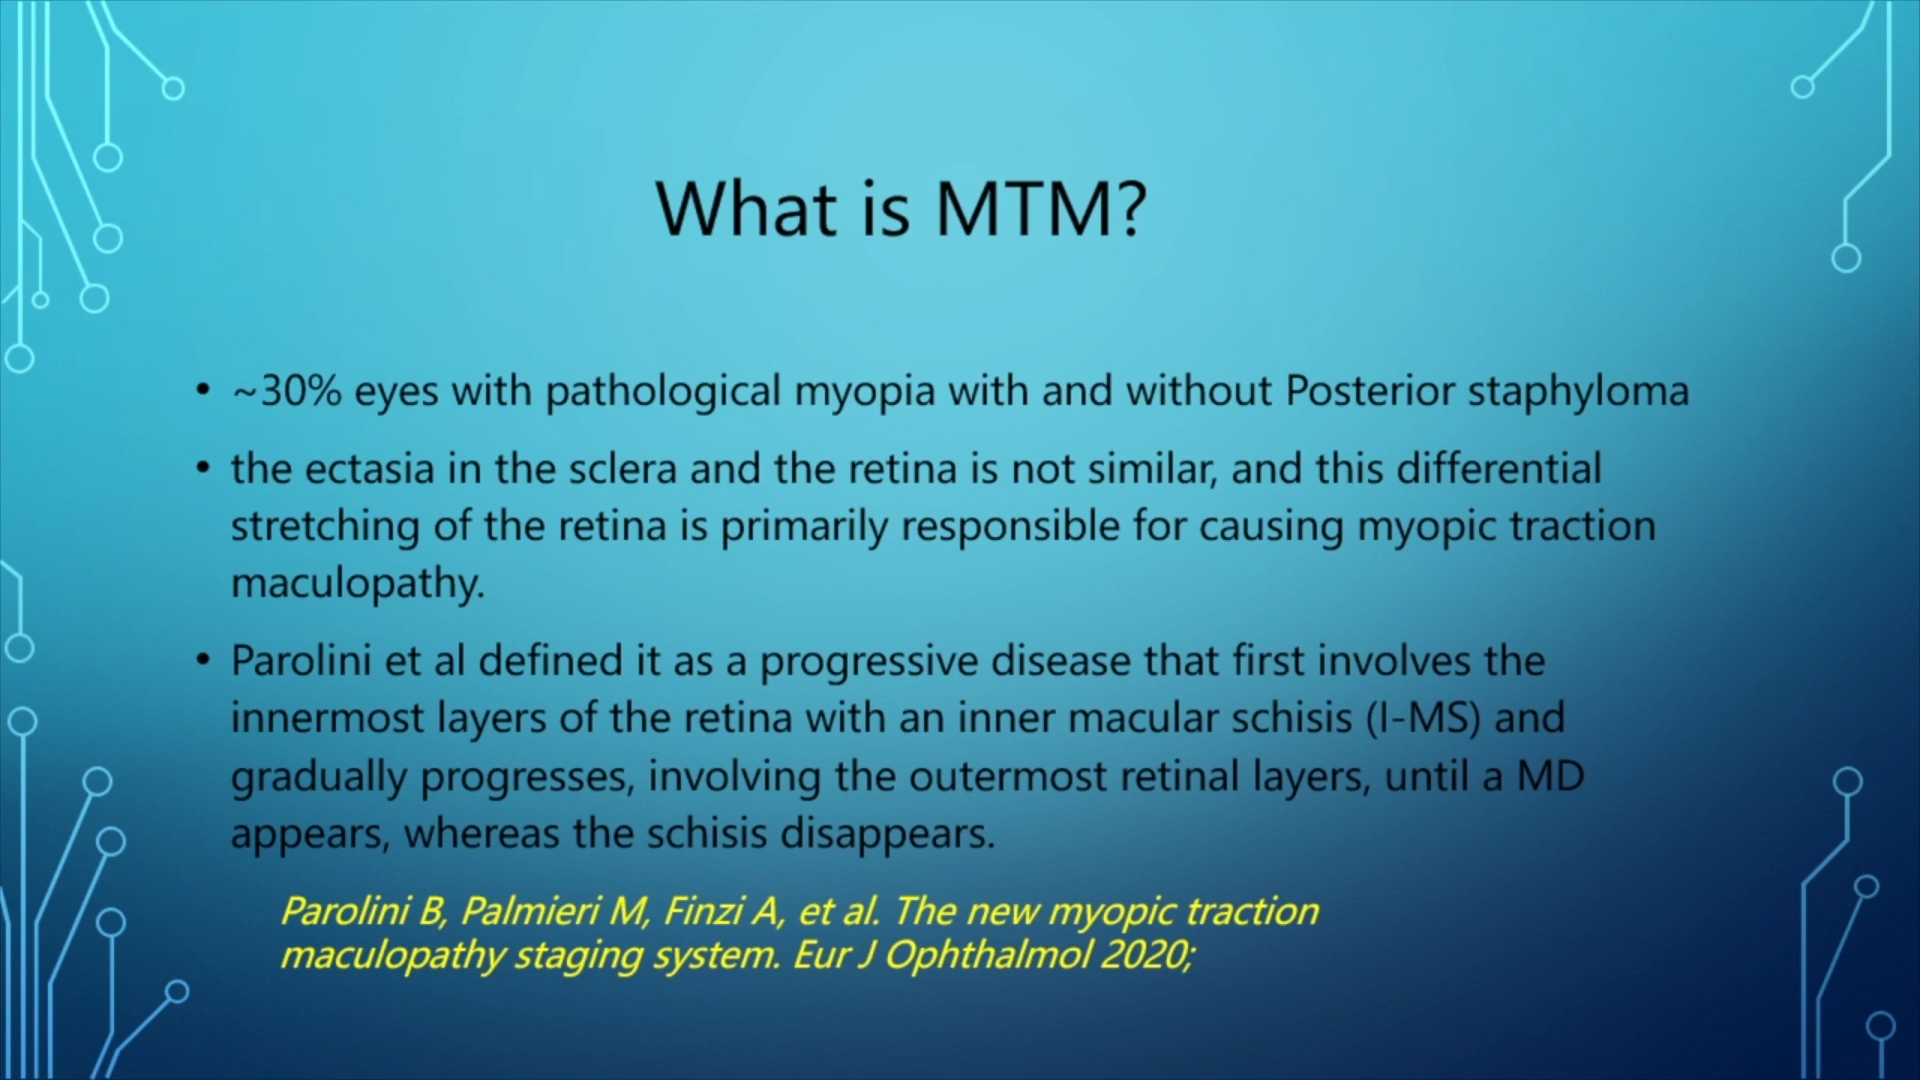 What is MTM?
• ~30% eyes with pathological myopia with and without Posterior staphyloma
• the ectasia in the sclera and the retina is not similar, and this differential
stretching of the retina is primarily responsible for causing myopic traction
maculopathy.
• Parolini et al defined it as a progressive disease that first involves the
innermost layers of the retina with an inner macular schisis (I-MS) and
gradually progresses, involving the outermost retinal layers, until a MD
appears, whereas the schisis disappears.
Parolini B, Palmieri M, Finzi A, et al. The new myopic traction
maculopathy staging system. Eur J Ophthalmol 2020;